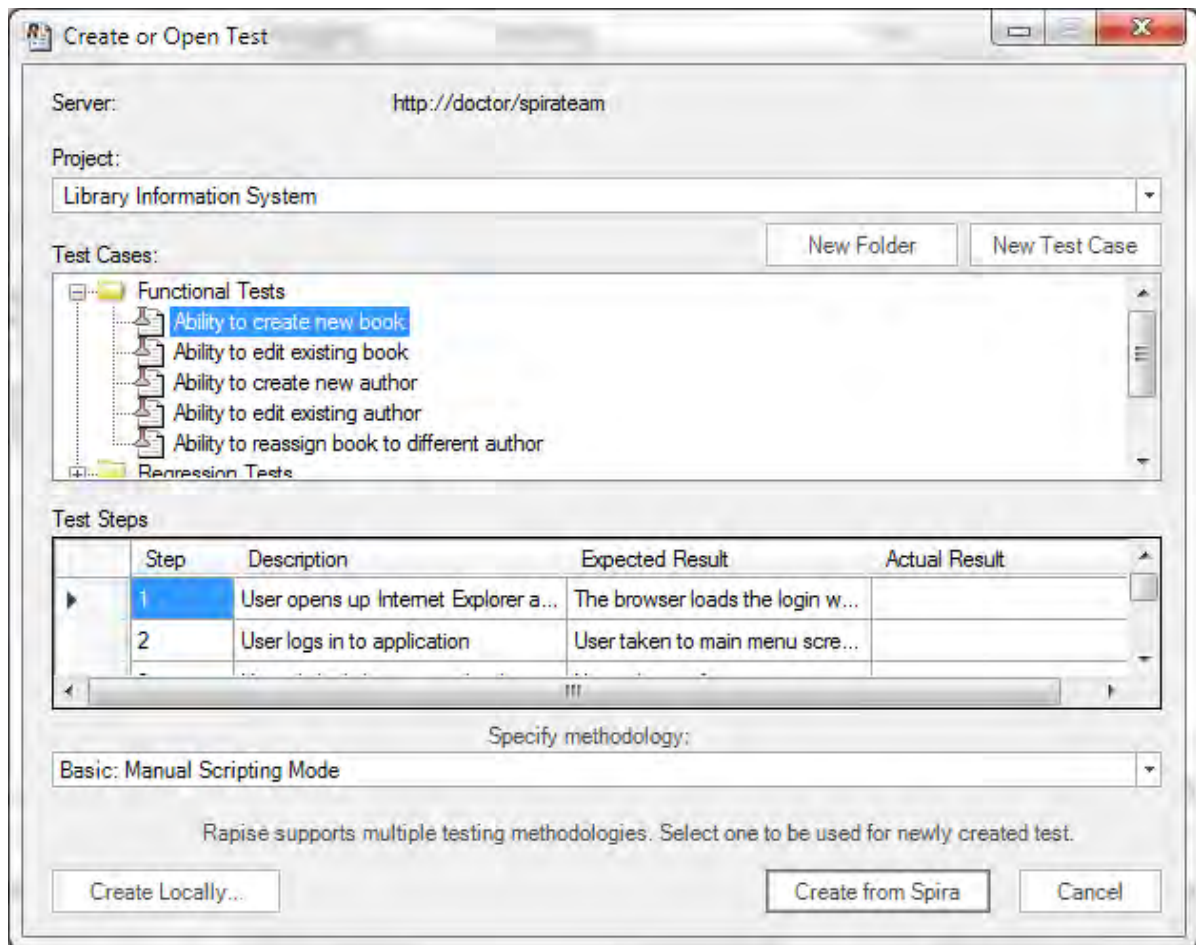 Create or Open Test
Server: http://doctor/spirateam
Project:
Library Information System
New Folder New Test Case
Test Cases:
Functional Tests
Ability to create new book
Ability to edit existing book
Ability to create new author
Ability to edit existing author
Ability to reassign book to different author
Regression Tests
Test Steps
Step Description Expected Result Actual Result
1 User opens up Internet Explorer a... The browser loads the login w...
2 User logs in to application User taken to main menu scre...
Specify methodology:
Basic: Manual Scripting Mode
Rapise supports multiple testing methodologies. Select one to be used for newly created test.
Create Locally... Create from Spira Cancel